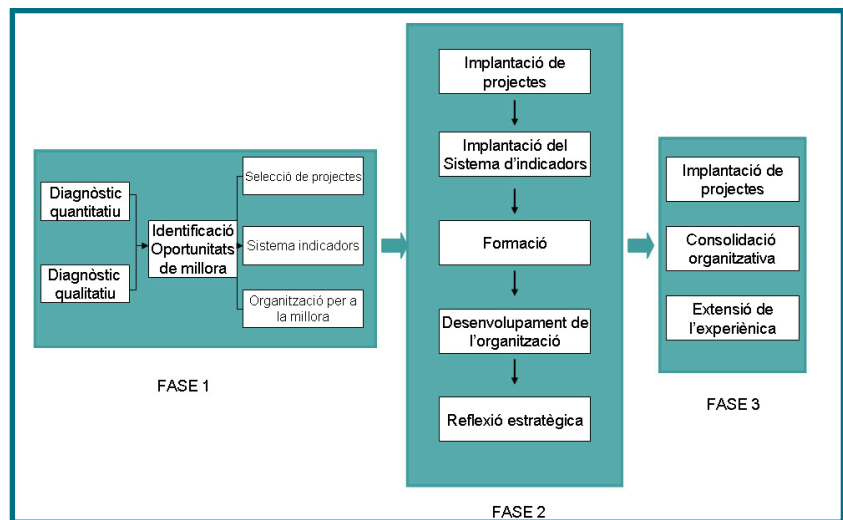 Diagnòstic
quantitatiu
Diagnòstic
qualitatiu
Identificació
Oportunitats
de millora
Selecció de projectes
Sistema indicadors
Organització per a
la millora
FASE 1
Implantació de
projectes
Implantació del
Sistema d'indicadors
Formació
Desenvolupament de
l'organització
Reflexió estratègica
FASE 2
Implantació de
projectes
Consolidació
organitzativa
Extensió de
l'experiènica
FASE 3